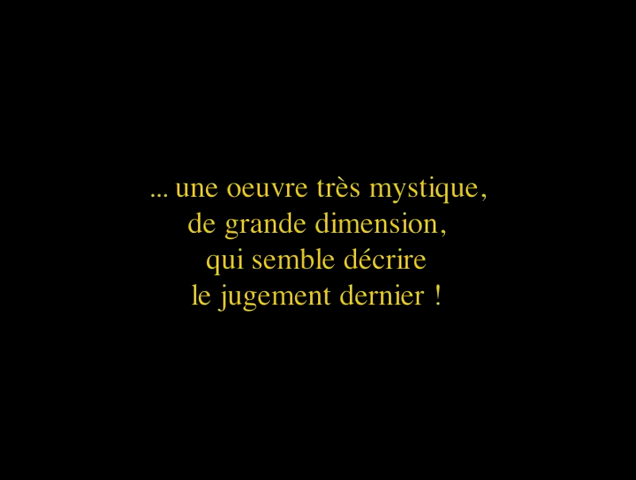 ... une oeuvre très mystique,
de grande dimension,
qui semble décrire
le jugement dernier !